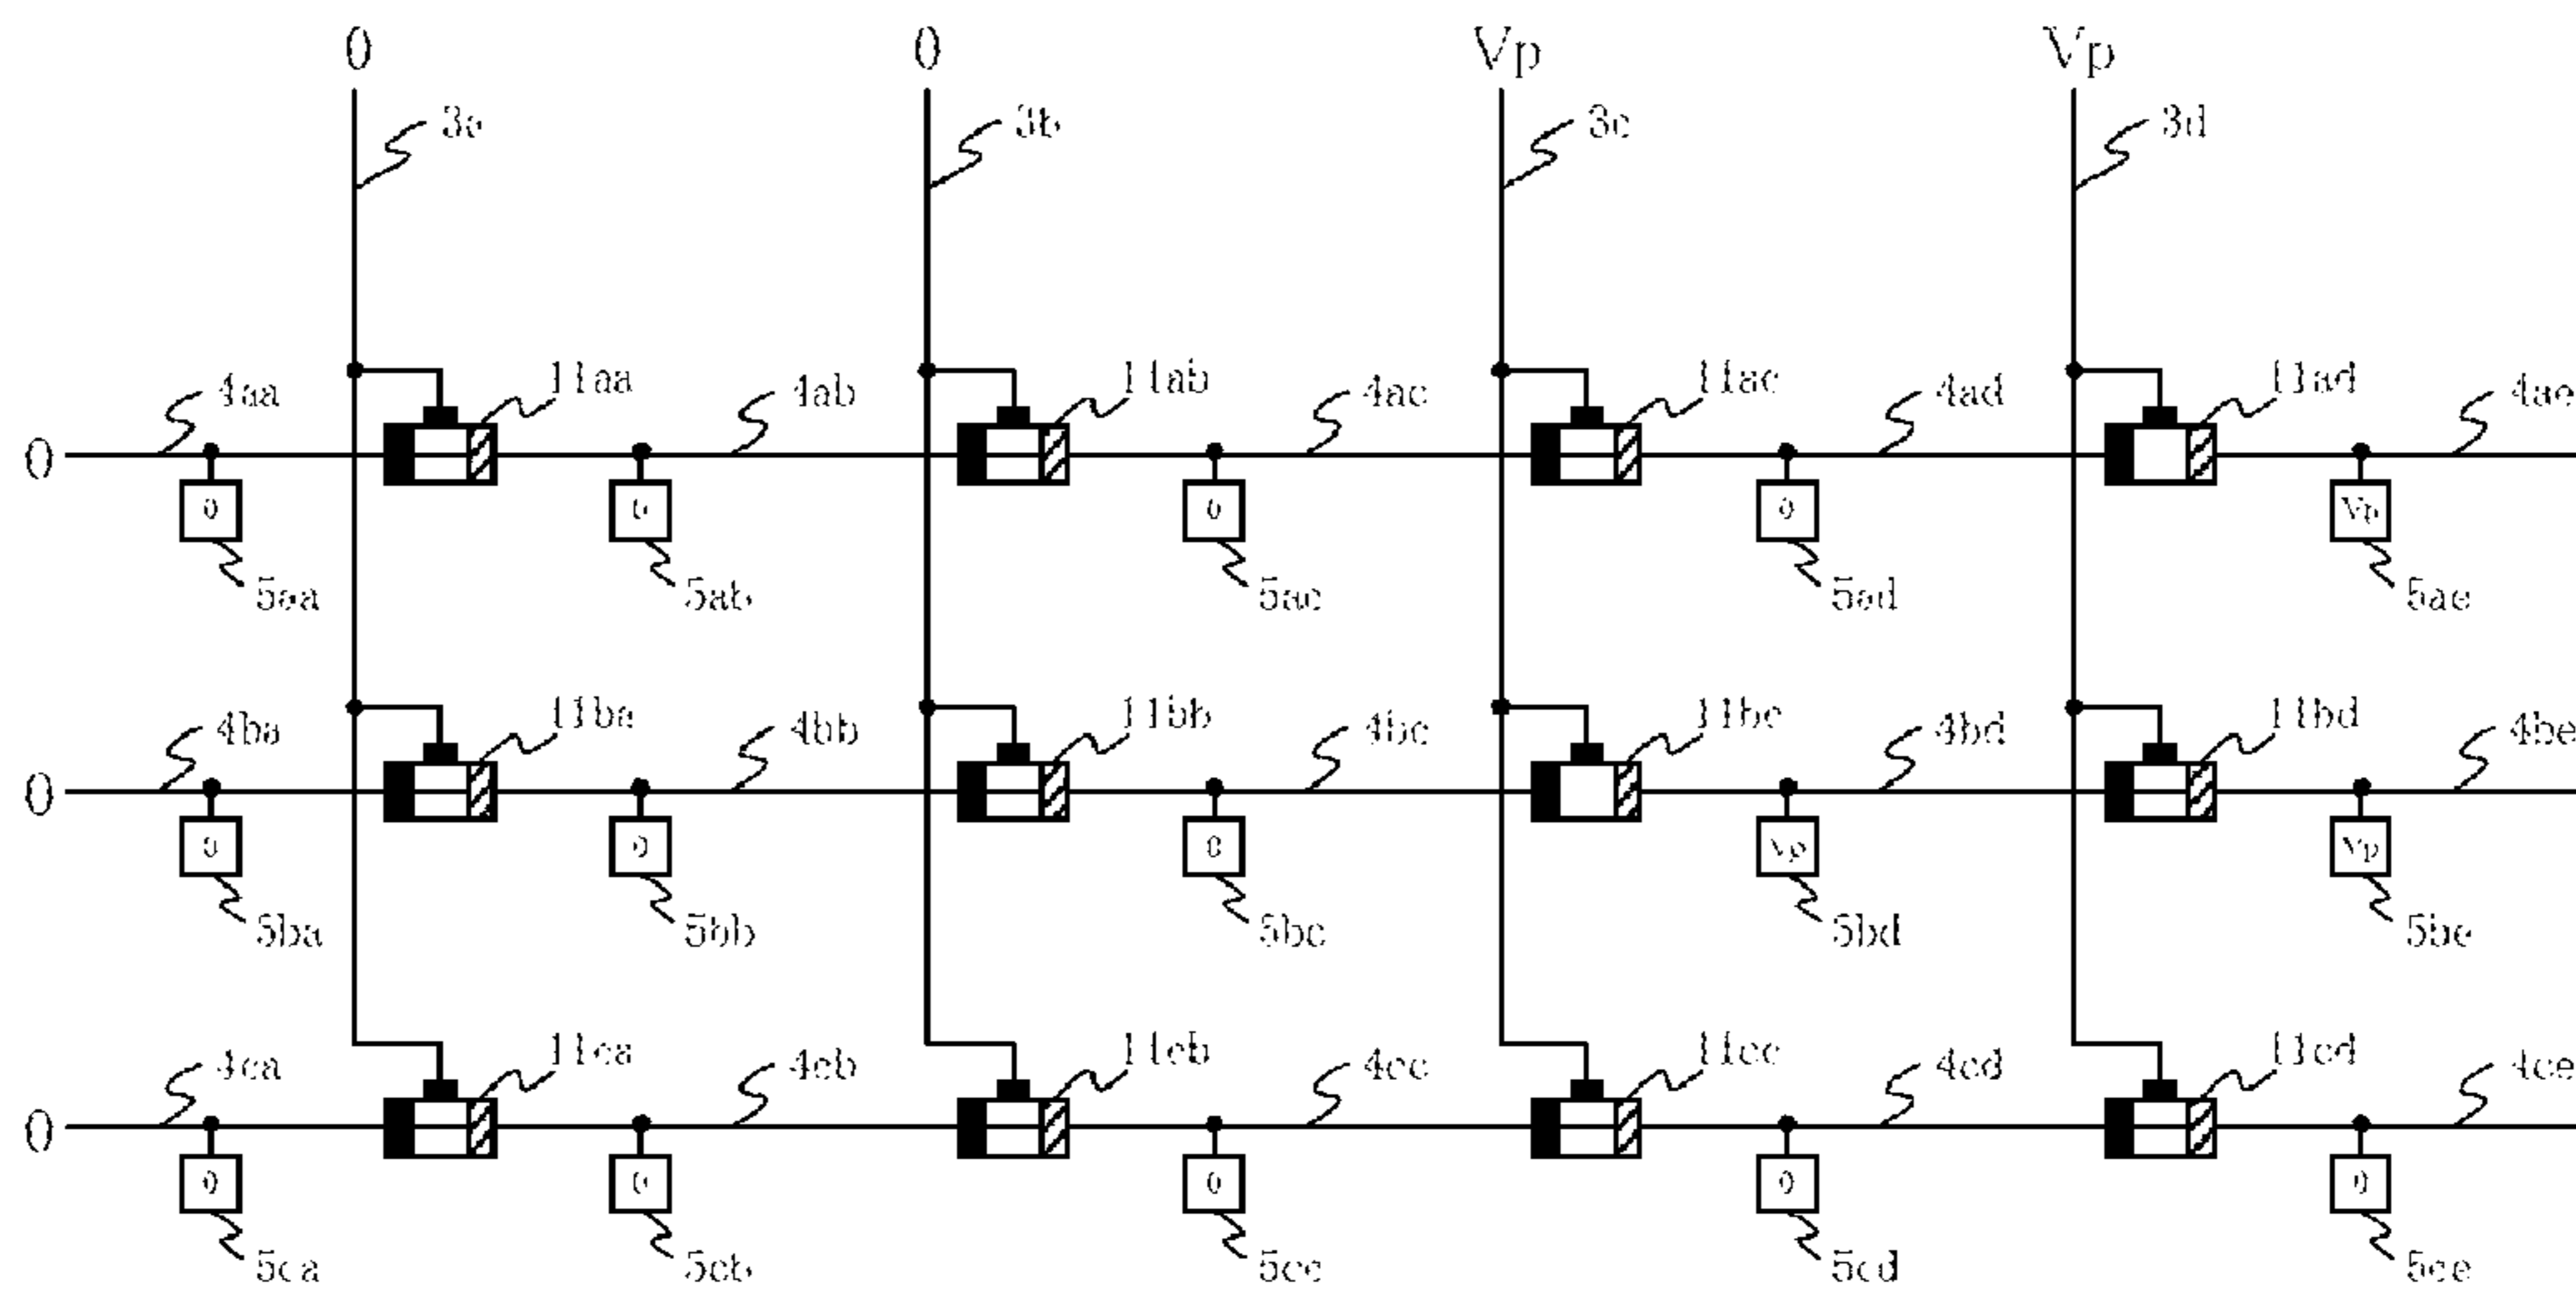 0 0 Vp Vp
3a 3b 3c 3d
4aa 11aa 4ab 11ab 4ac 11ac 4ad 11ad 4ae
0
0 0 0 0 Vp
5aa 5ab 5ac 5ad 5ae
4ba 11ba 4bb 11bb 4bc 11bc 4bd 11bd 4be
0
0 0 0 Vp Vp
5ba 5bb 5bc 5bd 5be
4ca 11ca 4cb 11cb 4cc 11cc 4cd 11cd 4ce
0
0 0 0 0 0
5ca 5cb 5cc 5cd 5ce